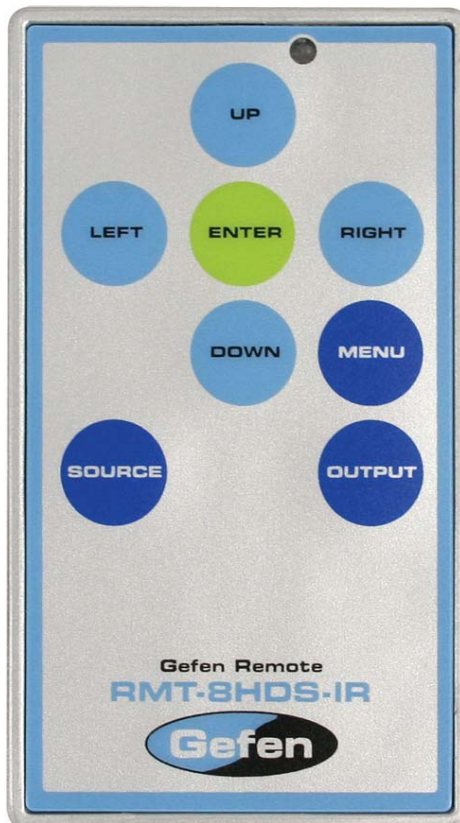 UP
LEFT ENTER RIGHT
DOWN MENU
SOURCE OUTPUT
Gefen Remote
RMT-8HDS-IR
Gefen